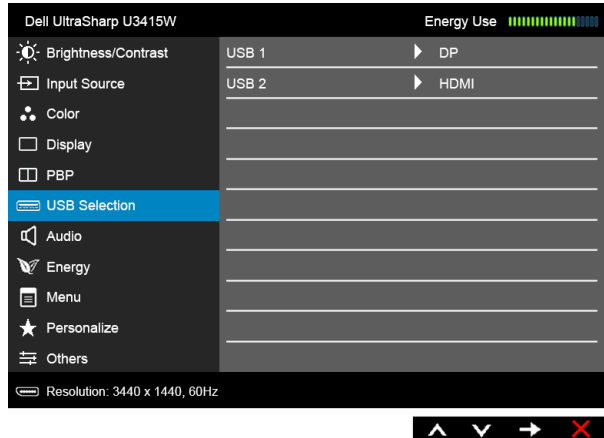 Dell UltraSharp U3415W Energy Use
Brightness/Contrast USB 1 DP
Input Source USB 2 HDMI
Color
Display
PBP
USB Selection
Audio
Energy
Menu
Personalize
Others
Resolution: 3440 x 1440, 60Hz